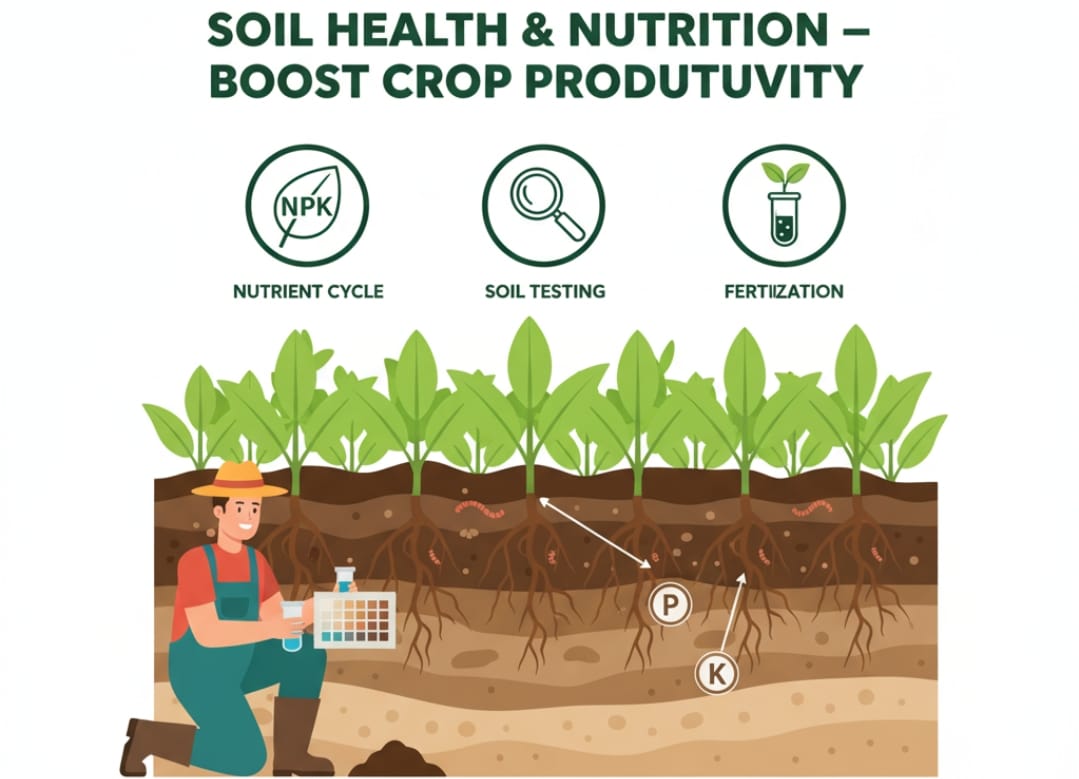 SOIL HEALTH & NUTRITION –
BOOST CROP PRODUTUVITY
NPK
NUTRIENT CYCLE
SOIL TESTING
FERTIIZATION
P
K